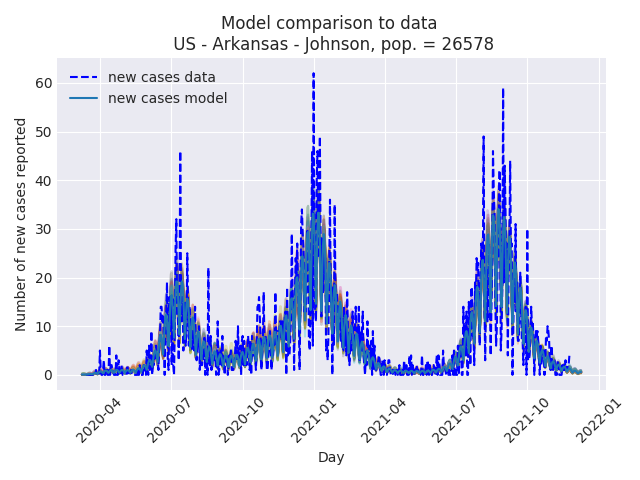 Model comparison to data
US - Arkansas - Johnson, pop. = 26578
new cases data
new cases model
Number of new cases reported
60
50
40
30
20
10
0
2020-04
2020-07
2020-10
2021-01
2021-04
2021-07
2021-10
2022-01
Day